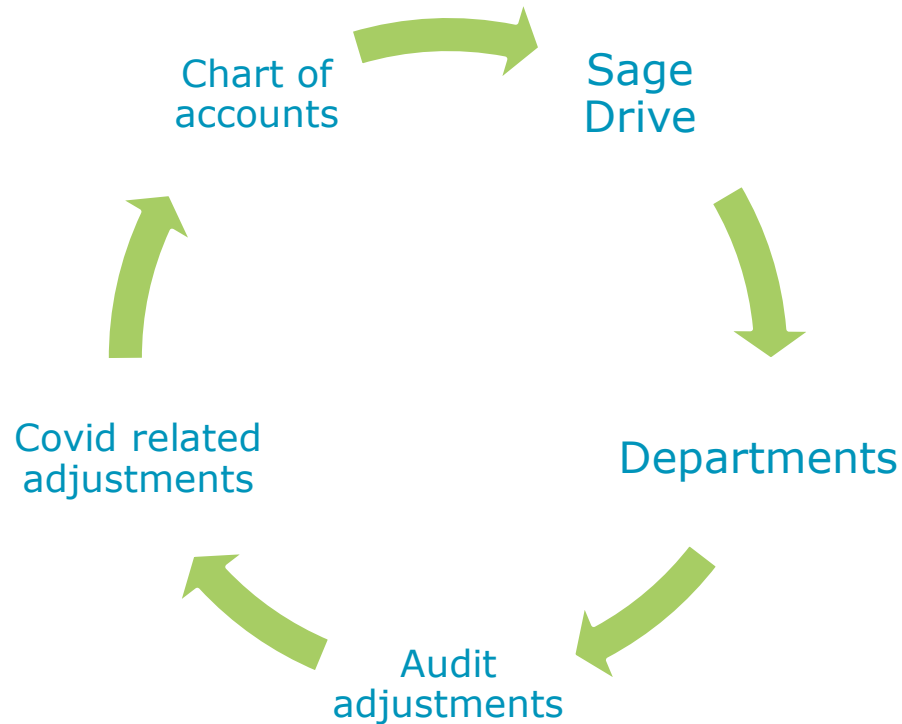 Chart of
accounts
Sage
Drive
Departments
Audit
adjustments
Covid related
adjustments